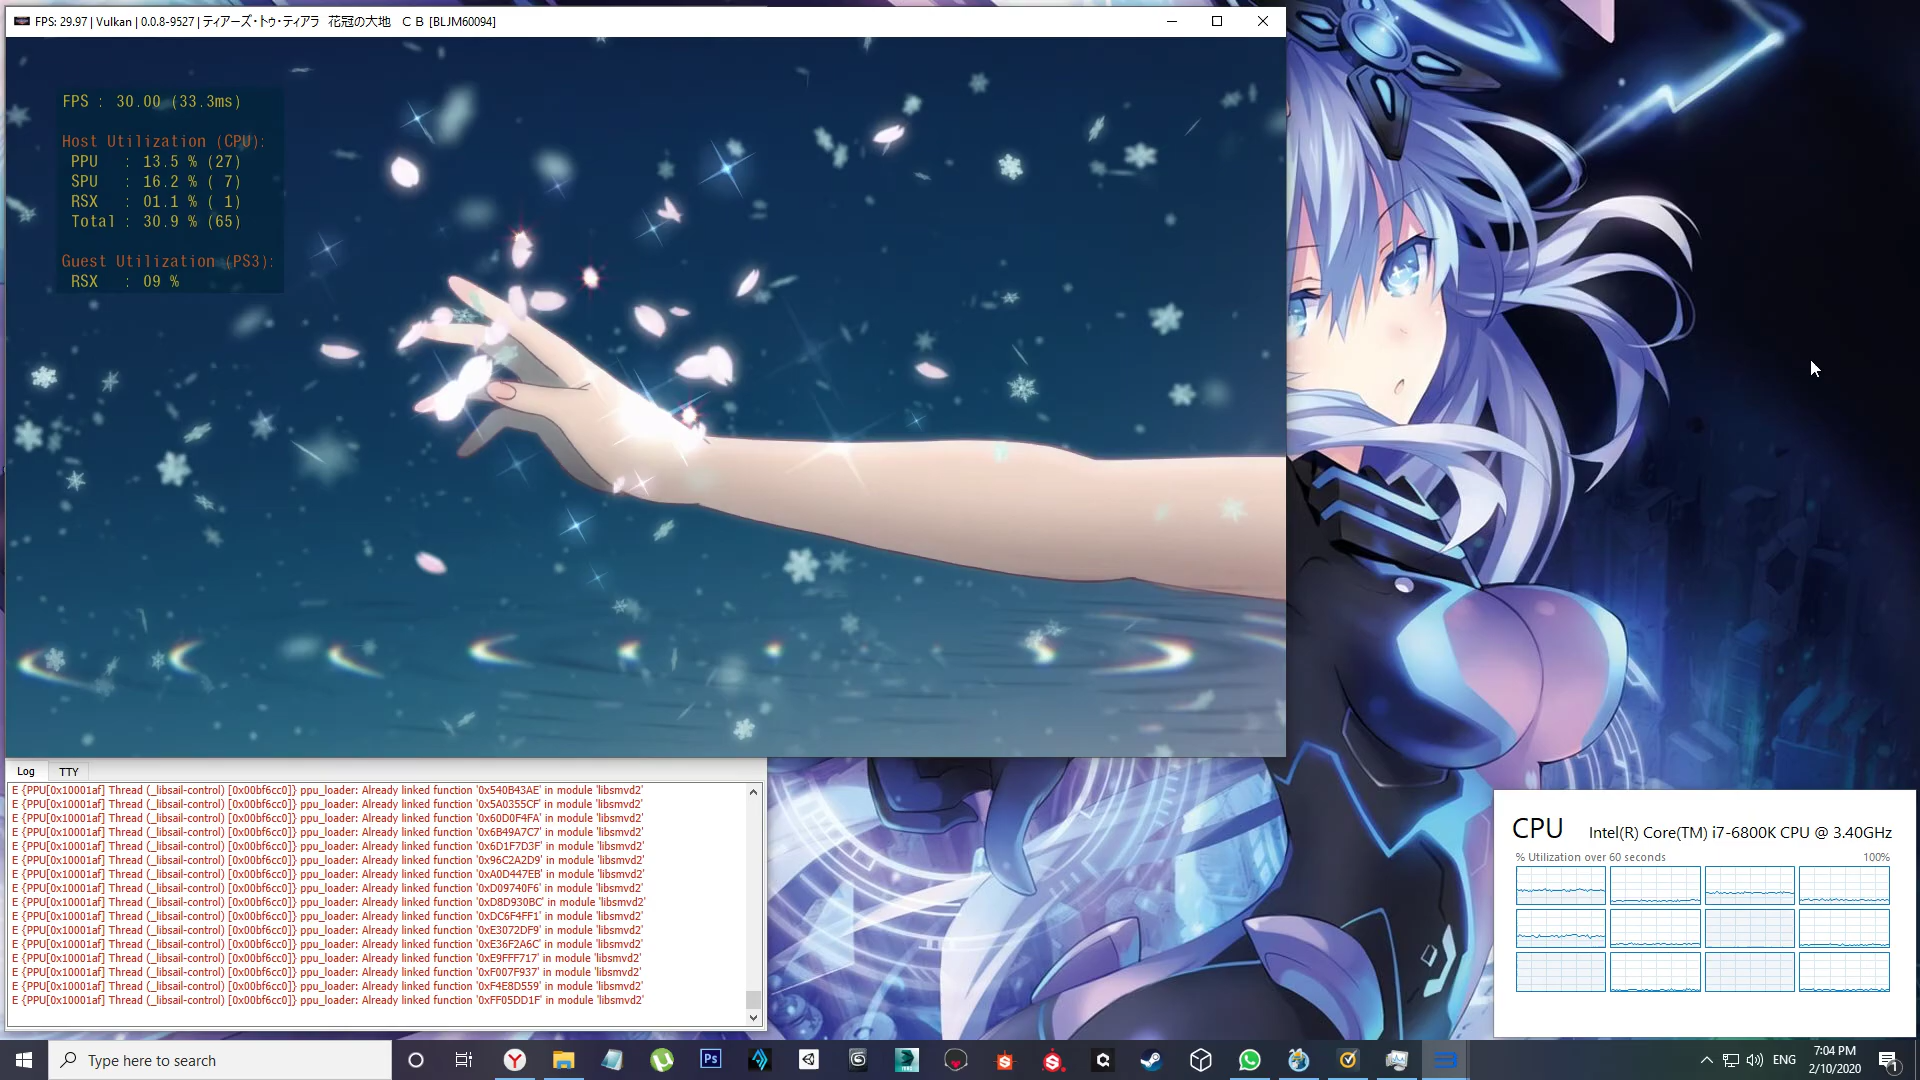 FPS: 29.97 | Vulkan | 0.0.8-9527 | ティアーズ・トゥ・ティアラ 花冠の大地 ＣＢ [BLJM60094]
FPS : 30.00 (33.3ms)
Host Utilization (CPU):
PPU : 13.5 % (27)
SPU : 16.2 % ( 7)
RSX : 01.1 % ( 1)
Total : 30.9 % (65)
Guest Utilization (PS3):
RSX : 09 %
Log TTY
E {PPU[0x10001af] Thread (_libsail-control) [0x00bf6cc0]} ppu_loader: Already linked function '0x540B43AE' in module 'libsmvd2'
E {PPU[0x10001af] Thread (_libsail-control) [0x00bf6cc0]} ppu_loader: Already linked function '0x5A0355CF' in module 'libsmvd2'
E {PPU[0x10001af] Thread (_libsail-control) [0x00bf6cc0]} ppu_loader: Already linked function '0x60D0F4FA' in module 'libsmvd2'
E {PPU[0x10001af] Thread (_libsail-control) [0x00bf6cc0]} ppu_loader: Already linked function '0x6B49A7C7' in module 'libsmvd2'
E {PPU[0x10001af] Thread (_libsail-control) [0x00bf6cc0]} ppu_loader: Already linked function '0x6D1F7D3F' in module 'libsmvd2'
E {PPU[0x10001af] Thread (_libsail-control) [0x00bf6cc0]} ppu_loader: Already linked function '0x96C2A2D9' in module 'libsmvd2'
E {PPU[0x10001af] Thread (_libsail-control) [0x00bf6cc0]} ppu_loader: Already linked function '0xA0D447EB' in module 'libsmvd2'
E {PPU[0x10001af] Thread (_libsail-control) [0x00bf6cc0]} ppu_loader: Already linked function '0xD09740F6' in module 'libsmvd2'
E {PPU[0x10001af] Thread (_libsail-control) [0x00bf6cc0]} ppu_loader: Already linked function '0xD8D930BC' in module 'libsmvd2'
E {PPU[0x10001af] Thread (_libsail-control) [0x00bf6cc0]} ppu_loader: Already linked function '0xDC6F4FF1' in module 'libsmvd2'
E {PPU[0x10001af] Thread (_libsail-control) [0x00bf6cc0]} ppu_loader: Already linked function '0xE3072DF9' in module 'libsmvd2'
E {PPU[0x10001af] Thread (_libsail-control) [0x00bf6cc0]} ppu_loader: Already linked function '0xE36F2A6C' in module 'libsmvd2'
E {PPU[0x10001af] Thread (_libsail-control) [0x00bf6cc0]} ppu_loader: Already linked function '0xE9FFF717' in module 'libsmvd2'
E {PPU[0x10001af] Thread (_libsail-control) [0x00bf6cc0]} ppu_loader: Already linked function '0xF007F937' in module 'libsmvd2'
E {PPU[0x10001af] Thread (_libsail-control) [0x00bf6cc0]} ppu_loader: Already linked function '0xF4E8D559' in module 'libsmvd2'
E {PPU[0x10001af] Thread (_libsail-control) [0x00bf6cc0]} ppu_loader: Already linked function '0xFF05DD1F' in module 'libsmvd2'
CPU Intel(R) Core(TM) i7-6800K CPU @ 3.40GHz
% Utilization over 60 seconds 100%
Type here to search
Ps
ENG
7:04 PM
2/10/2020
1